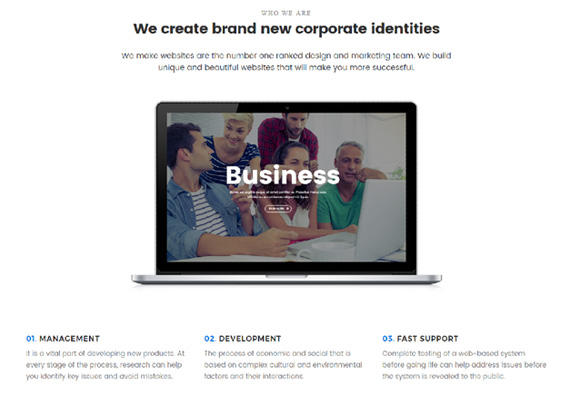 WHO WE ARE
We create brand new corporate identities
We make websites are the number one ranked design and marketing team. We build
unique and beautiful websites that will make you more successful.
Business
01. MANAGEMENT
It is a vital part of developing new products. At
every stage of the process, research can help
you identify key issues and avoid mistakes.
02. DEVELOPMENT
The process of economic and social that is
based on complex cultural and environmental
factors and their interactions.
03. FAST SUPPORT
Complete testing of a web-based system
before going life can help address issues before
the system is revealed to the public.